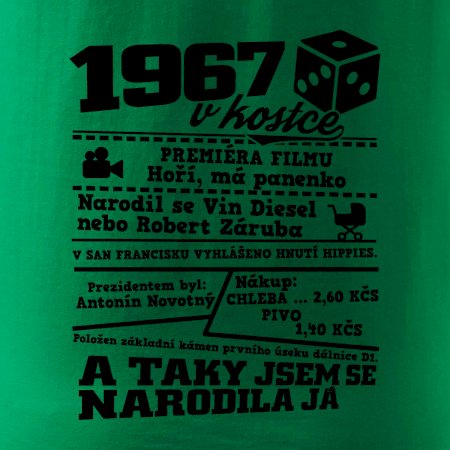 1967
v kostce
PREMIÉRA FILMU
Hoří, má panenko
Narodil se Vin Diesel
nebo Robert Záruba
V SAN FRANCISKU VYHLÁŠENO HNUTÍ HIPPIES.
Prezidentem byl:
Antonín Novotný
Nákup:
CHLEBA ... 2,60 KČS
PIVO
1,40 KČS
Položen základní kámen prvního úseku dálnice D1.
A TAKY JSEM SE
NARODILA JÁ